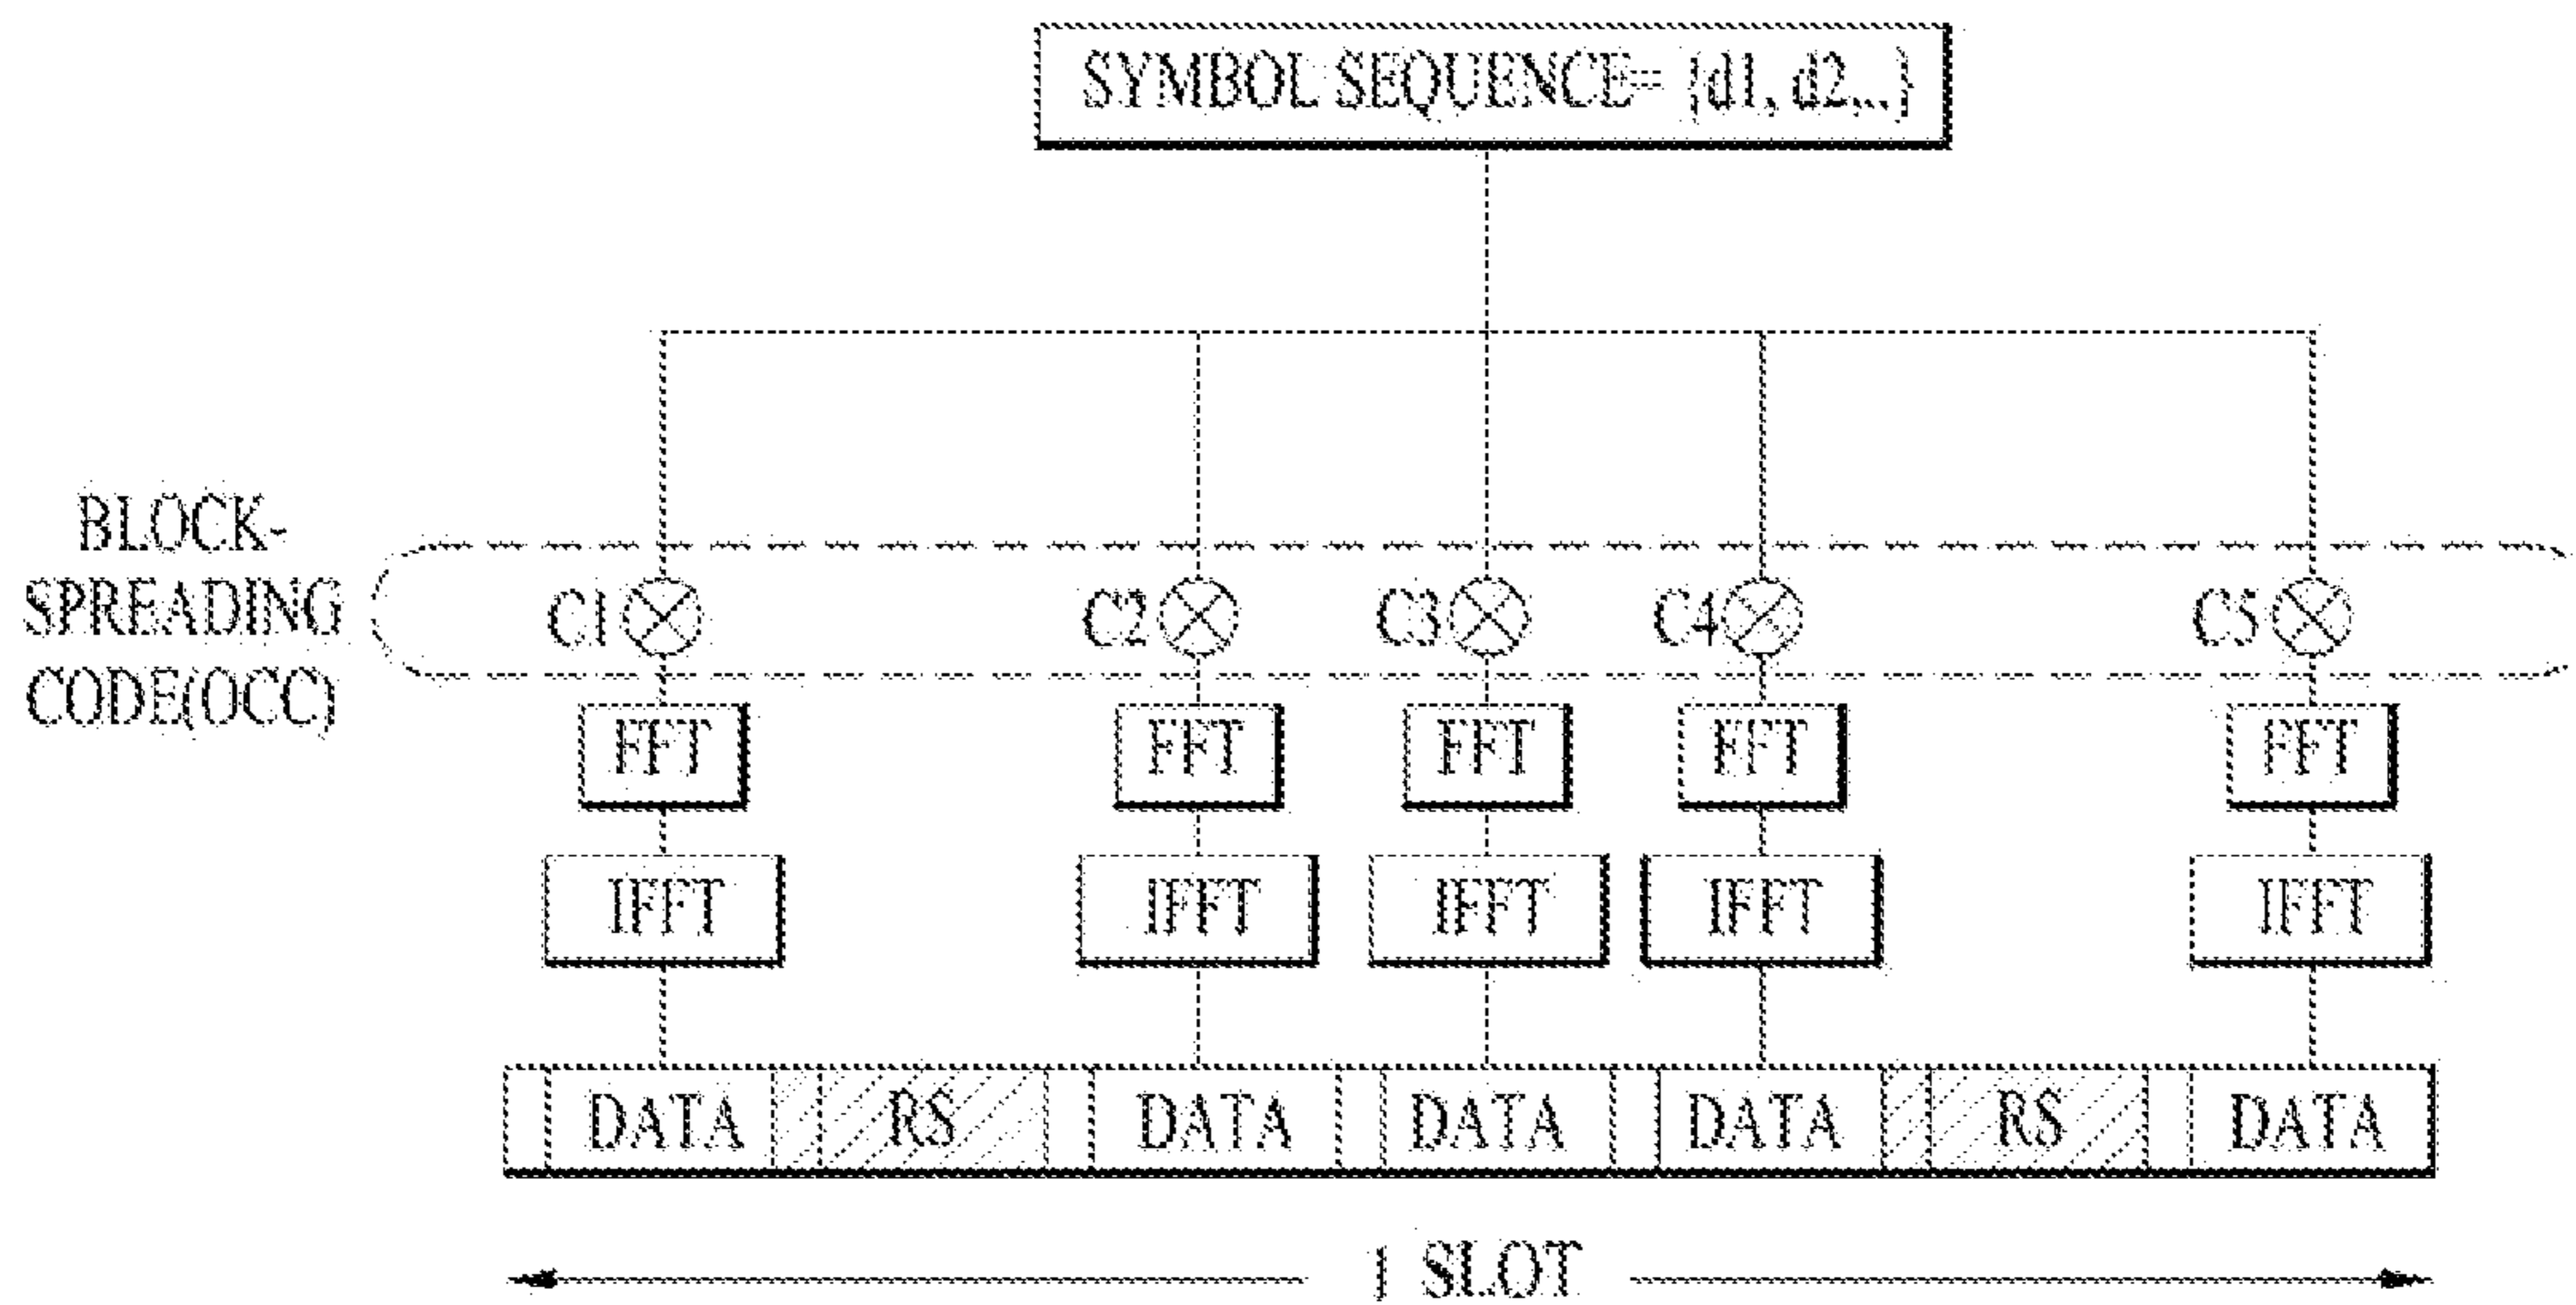 SYMBOL SEQUENCE= {d1, d2,..}
BLOCK-
SPREADING
CODE(OCC)
C1 C2 C3 C4 C5
FFT FFT FFT FFT FFT
IFFT IFFT IFFT IFFT IFFT
DATA RS DATA DATA DATA RS DATA
1 SLOT